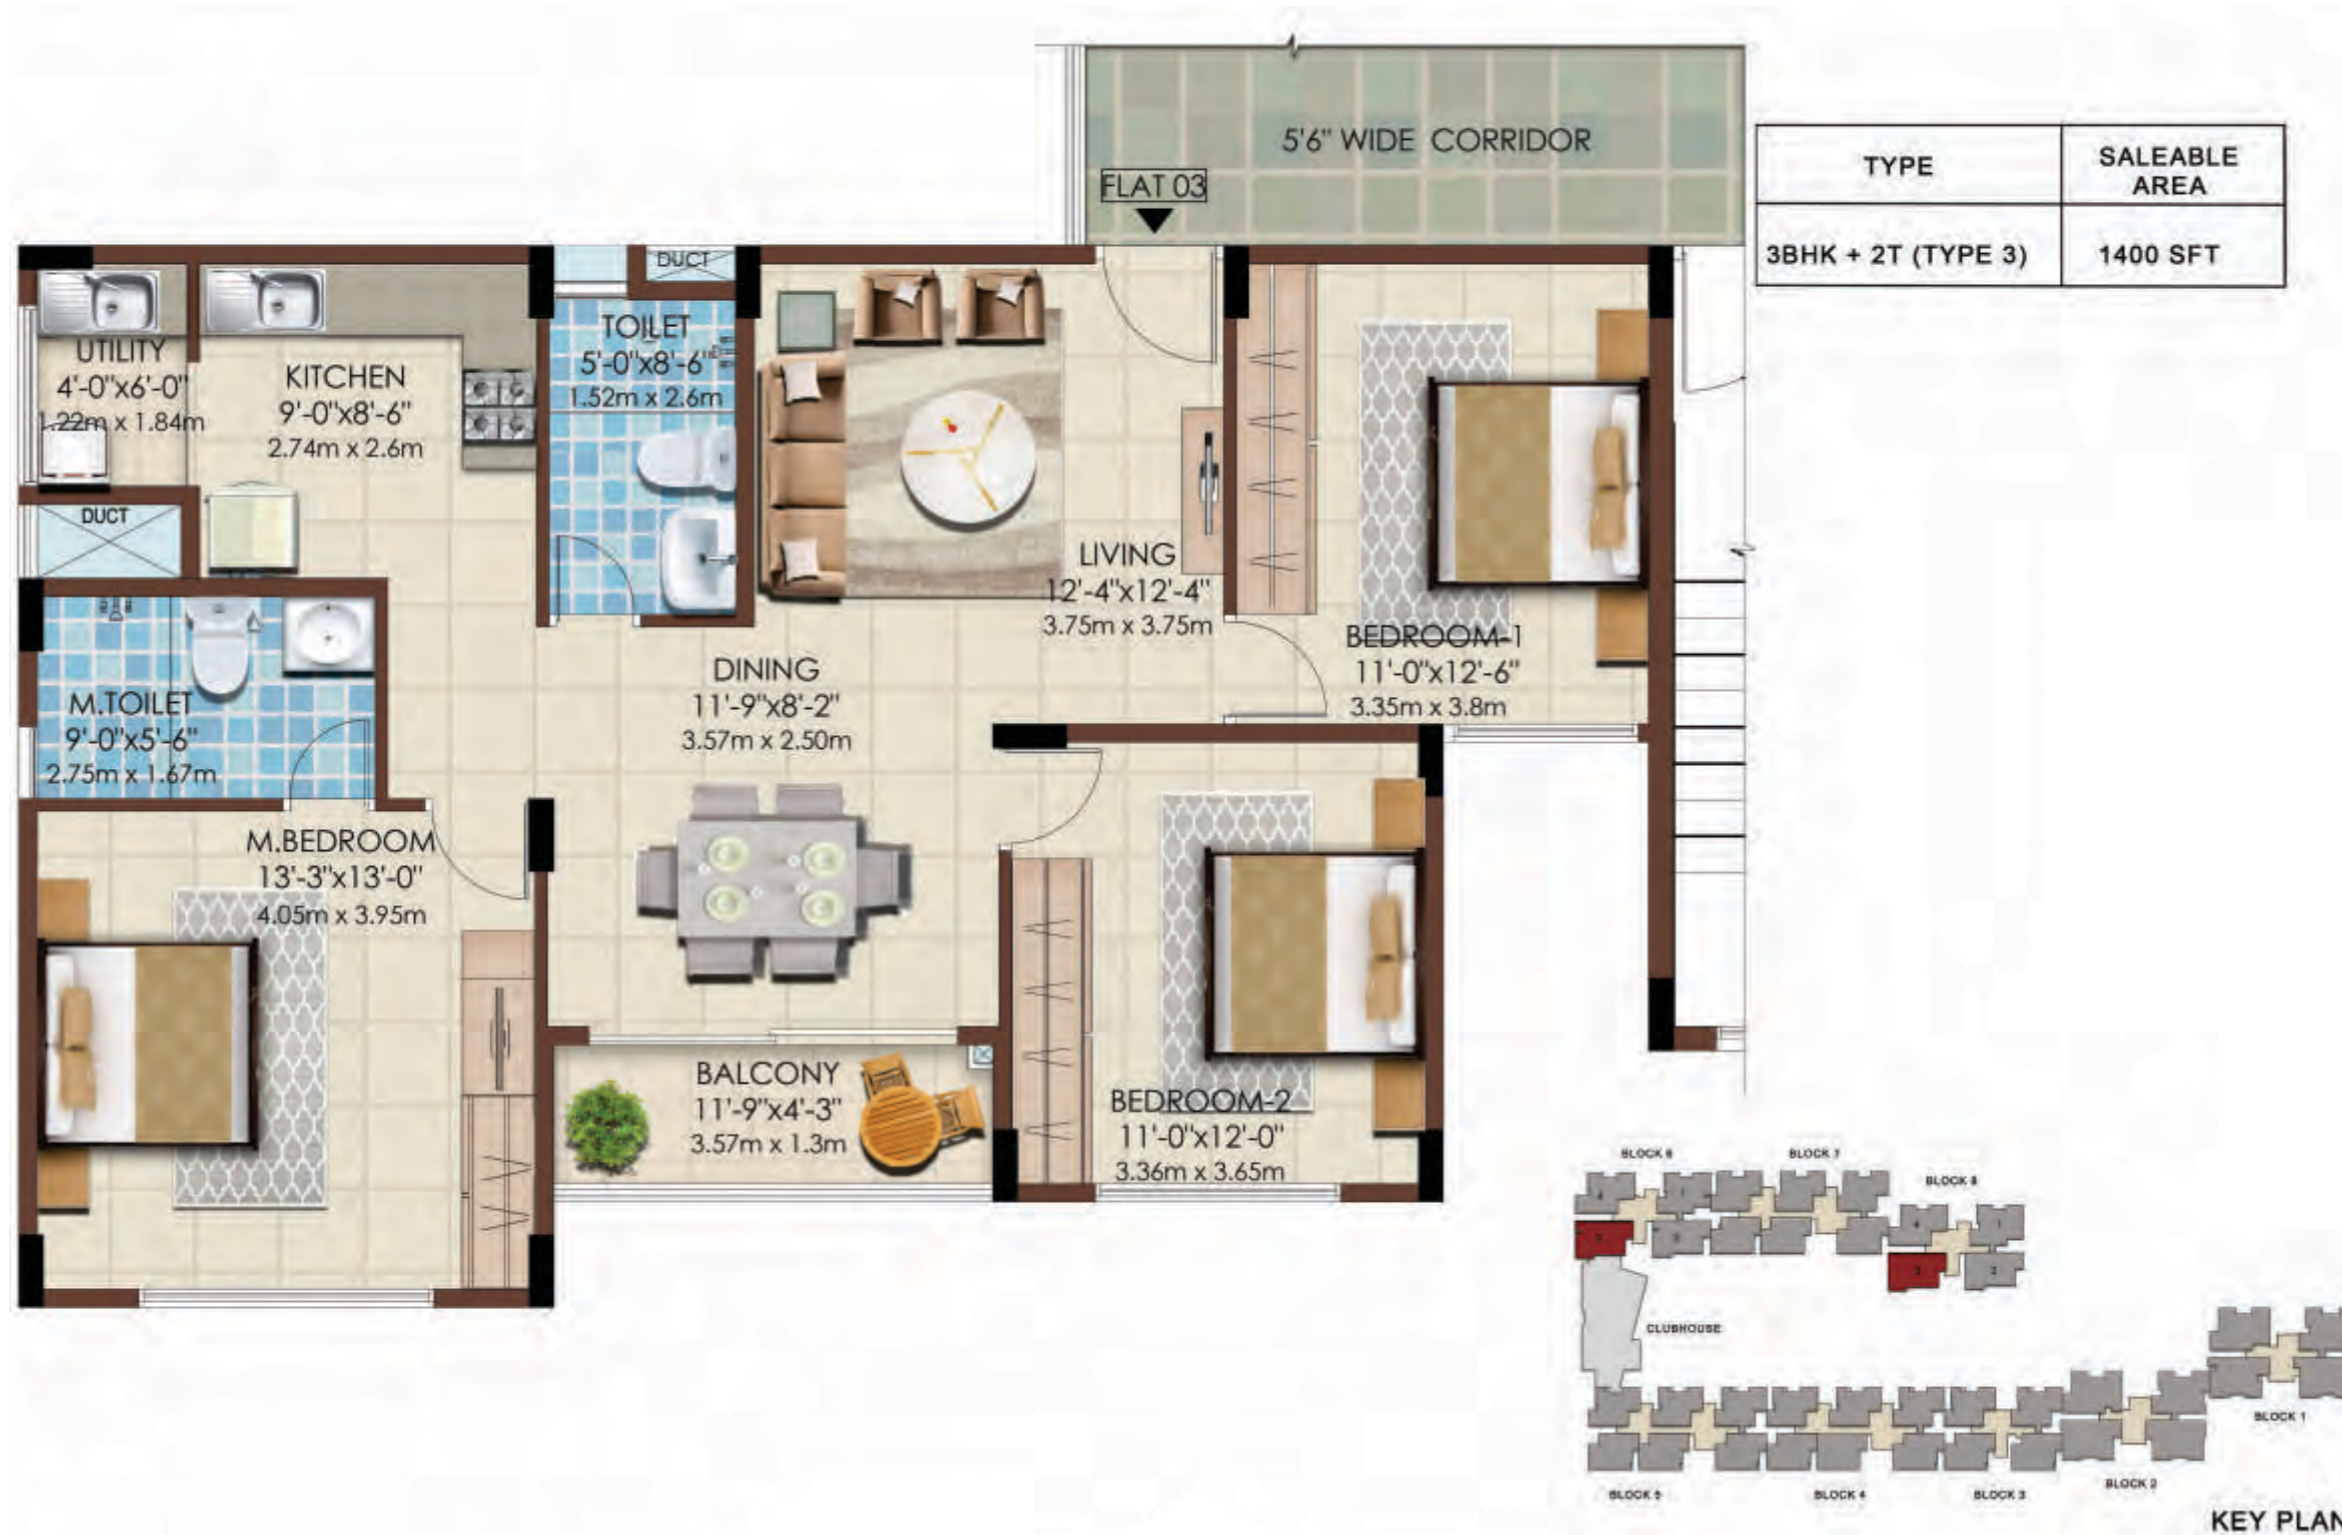 5'6" WIDE CORRIDOR
FLAT 03
TYPE
SALEABLE
AREA
3BHK + 2T (TYPE 3)
1400 SFT
DUCT
UTILITY
4'-0"x6'-0"
1.22m x 1.84m
KITCHEN
9'-0"x8'-6"
2.74m x 2.6m
TOILET
5'-0"x8'-6"
1.52m x 2.6m
DUCT
LIVING
12'-4"x12'-4"
3.75m x 3.75m
BEDROOM-1
11'-0"x12'-6"
3.35m x 3.8m
M.TOILET
9'-0"x5'-6"
2.75m x 1.67m
DINING
11'-9"x8'-2"
3.57m x 2.50m
M.BEDROOM
13'-3"x13'-0"
4.05m x 3.95m
BALCONY
11'-9"x4'-3"
3.57m x 1.3m
BEDROOM-2
11'-0"x12'-0"
3.36m x 3.65m
BLOCK 6
BLOCK 7
BLOCK 8
4
1
4
1
3
2
CLUBHOUSE
BLOCK 1
BLOCK 2
BLOCK 5
BLOCK 4
BLOCK 3
KEY PLAN